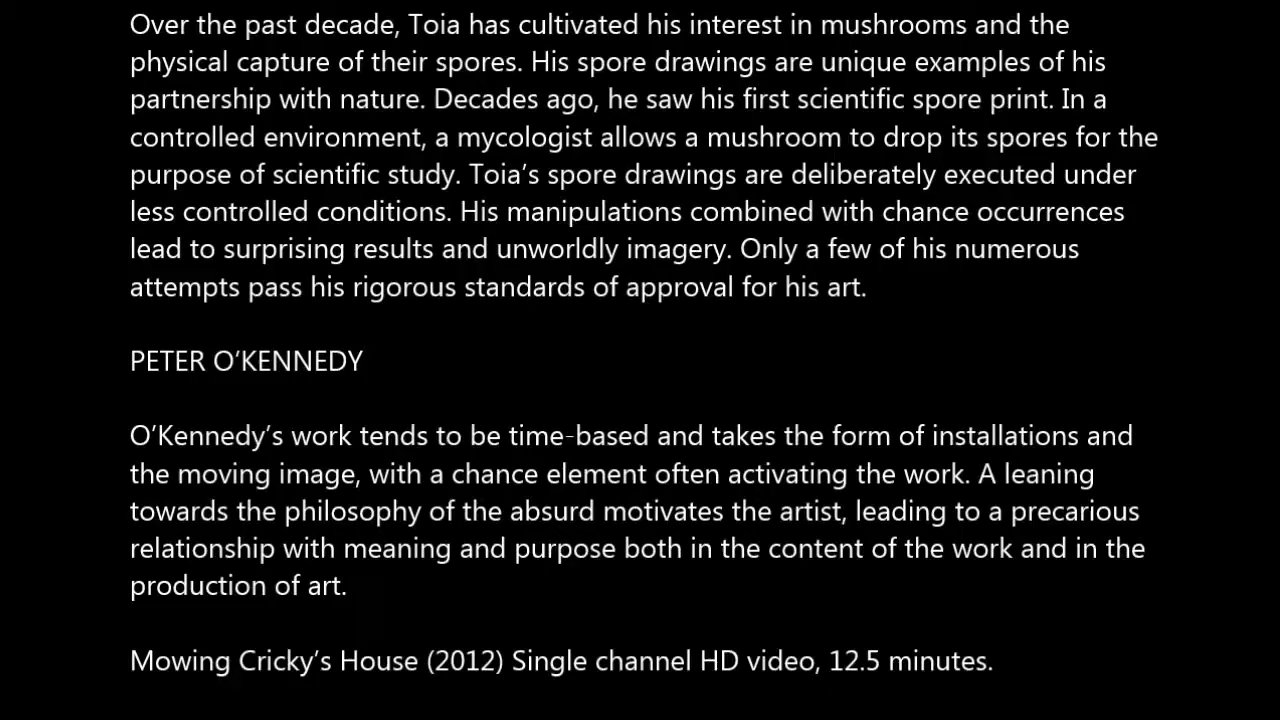 Over the past decade, Toia has cultivated his interest in mushrooms and the
physical capture of their spores. His spore drawings are unique examples of his
partnership with nature. Decades ago, he saw his first scientific spore print. In a
controlled environment, a mycologist allows a mushroom to drop its spores for the
purpose of scientific study. Toia’s spore drawings are deliberately executed under
less controlled conditions. His manipulations combined with chance occurrences
lead to surprising results and unworldly imagery. Only a few of his numerous
attempts pass his rigorous standards of approval for his art.
PETER O’KENNEDY
O’Kennedy’s work tends to be time-based and takes the form of installations and
the moving image, with a chance element often activating the work. A leaning
towards the philosophy of the absurd motivates the artist, leading to a precarious
relationship with meaning and purpose both in the content of the work and in the
production of art.
Mowing Cricky’s House (2012) Single channel HD video, 12.5 minutes.